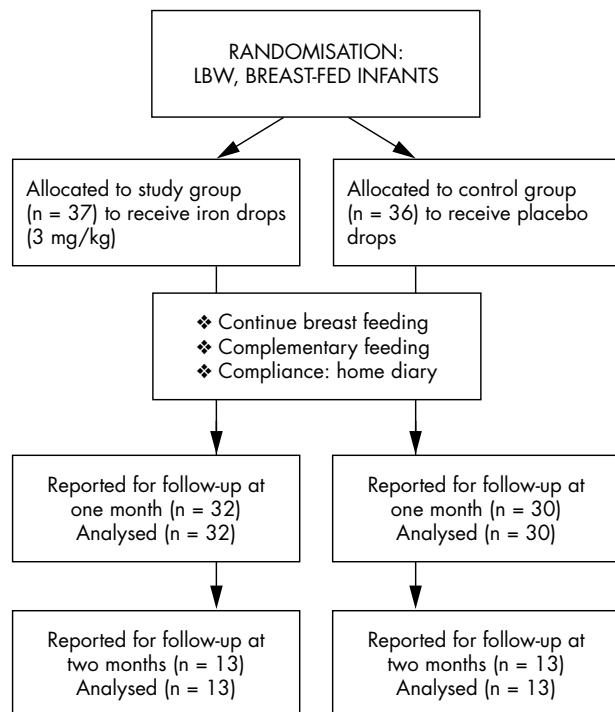 RANDOMISATION:
LBW, BREAST-FED INFANTS
Allocated to study group
(n = 37) to receive iron drops
(3 mg/kg)
Allocated to control group
(n = 36) to receive placebo
drops
❖ Continue breast feeding
❖ Complementary feeding
❖ Compliance: home diary
Reported for follow-up at
one month (n = 32)
Analysed (n = 32)
Reported for follow-up at
one month (n = 30)
Analysed (n = 30)
Reported for follow-up at
two months (n = 13)
Analysed (n = 13)
Reported for follow-up at
two months (n = 13)
Analysed (n = 13)